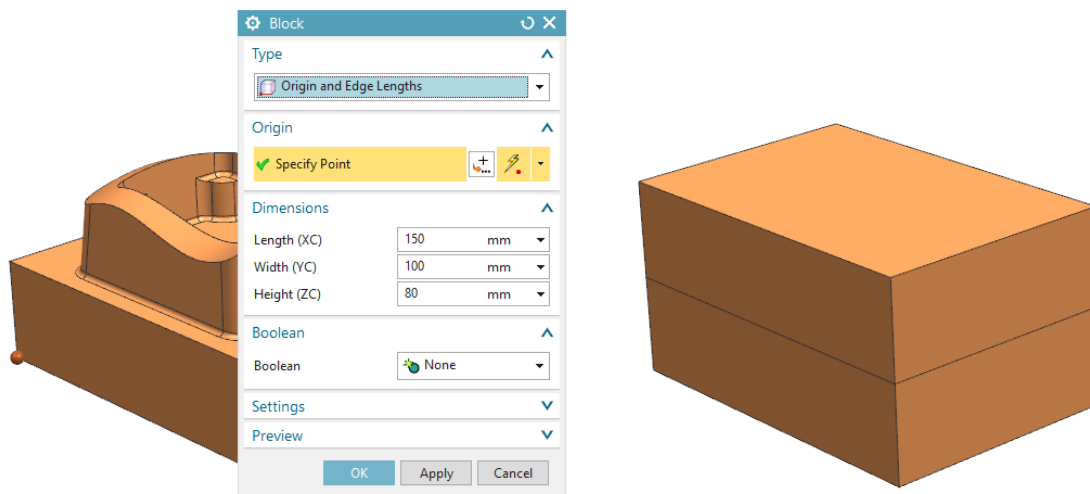 Block
Type
Origin and Edge Lengths
Origin
Specify Point
Dimensions
Length (XC) 150 mm
Width (YC) 100 mm
Height (ZC) 80 mm
Boolean
Boolean None
Settings
Preview
OK Apply Cancel